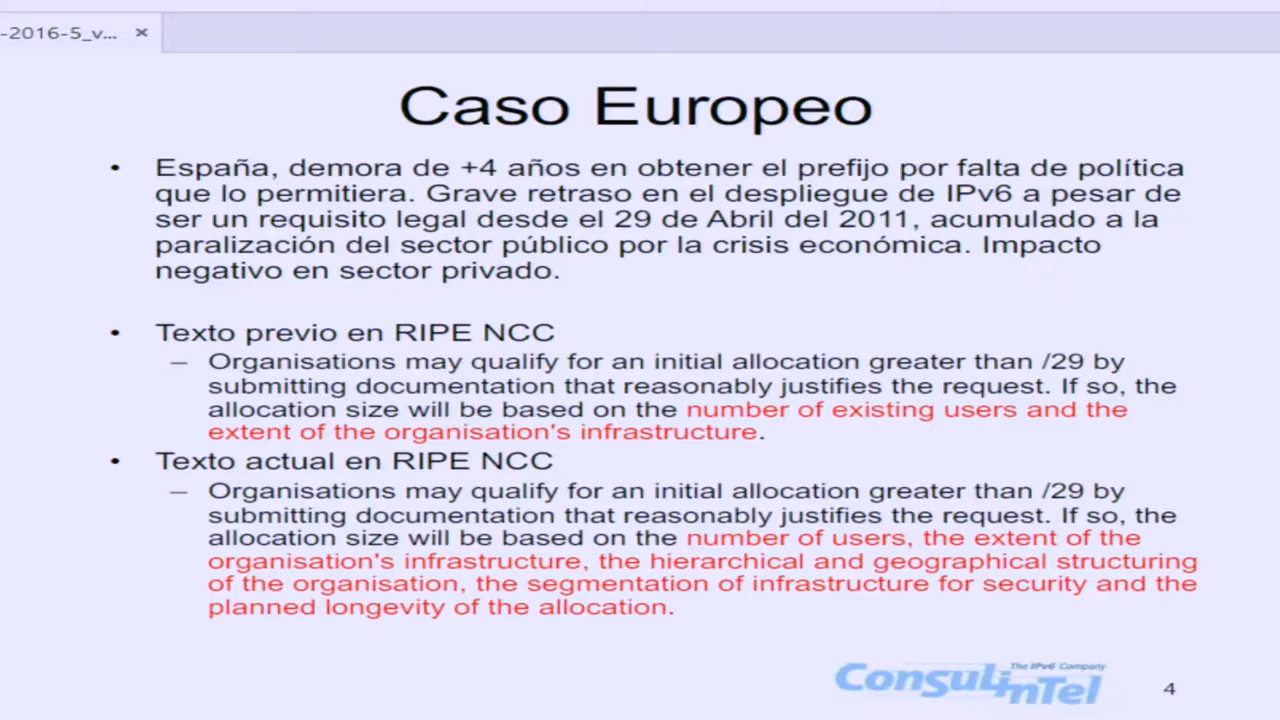 -2016-5_v... ×
Caso Europeo
• España, demora de +4 años en obtener el prefijo por falta de política
que lo permitiera. Grave retraso en el despliegue de IPv6 a pesar de
ser un requisito legal desde el 29 de Abril del 2011, acumulado a la
paralización del sector público por la crisis económica. Impacto
negativo en sector privado.
• Texto previo en RIPE NCC
– Organisations may qualify for an initial allocation greater than /29 by
submitting documentation that reasonably justifies the request. If so, the
allocation size will be based on the number of existing users and the
extent of the organisation's infrastructure.
• Texto actual en RIPE NCC
– Organisations may qualify for an initial allocation greater than /29 by
submitting documentation that reasonably justifies the request. If so, the
allocation size will be based on the number of users, the extent of the
organisation's infrastructure, the hierarchical and geographical structuring
of the organisation, the segmentation of infrastructure for security and the
planned longevity of the allocation.
The IPv6 Company
Consulintel
4